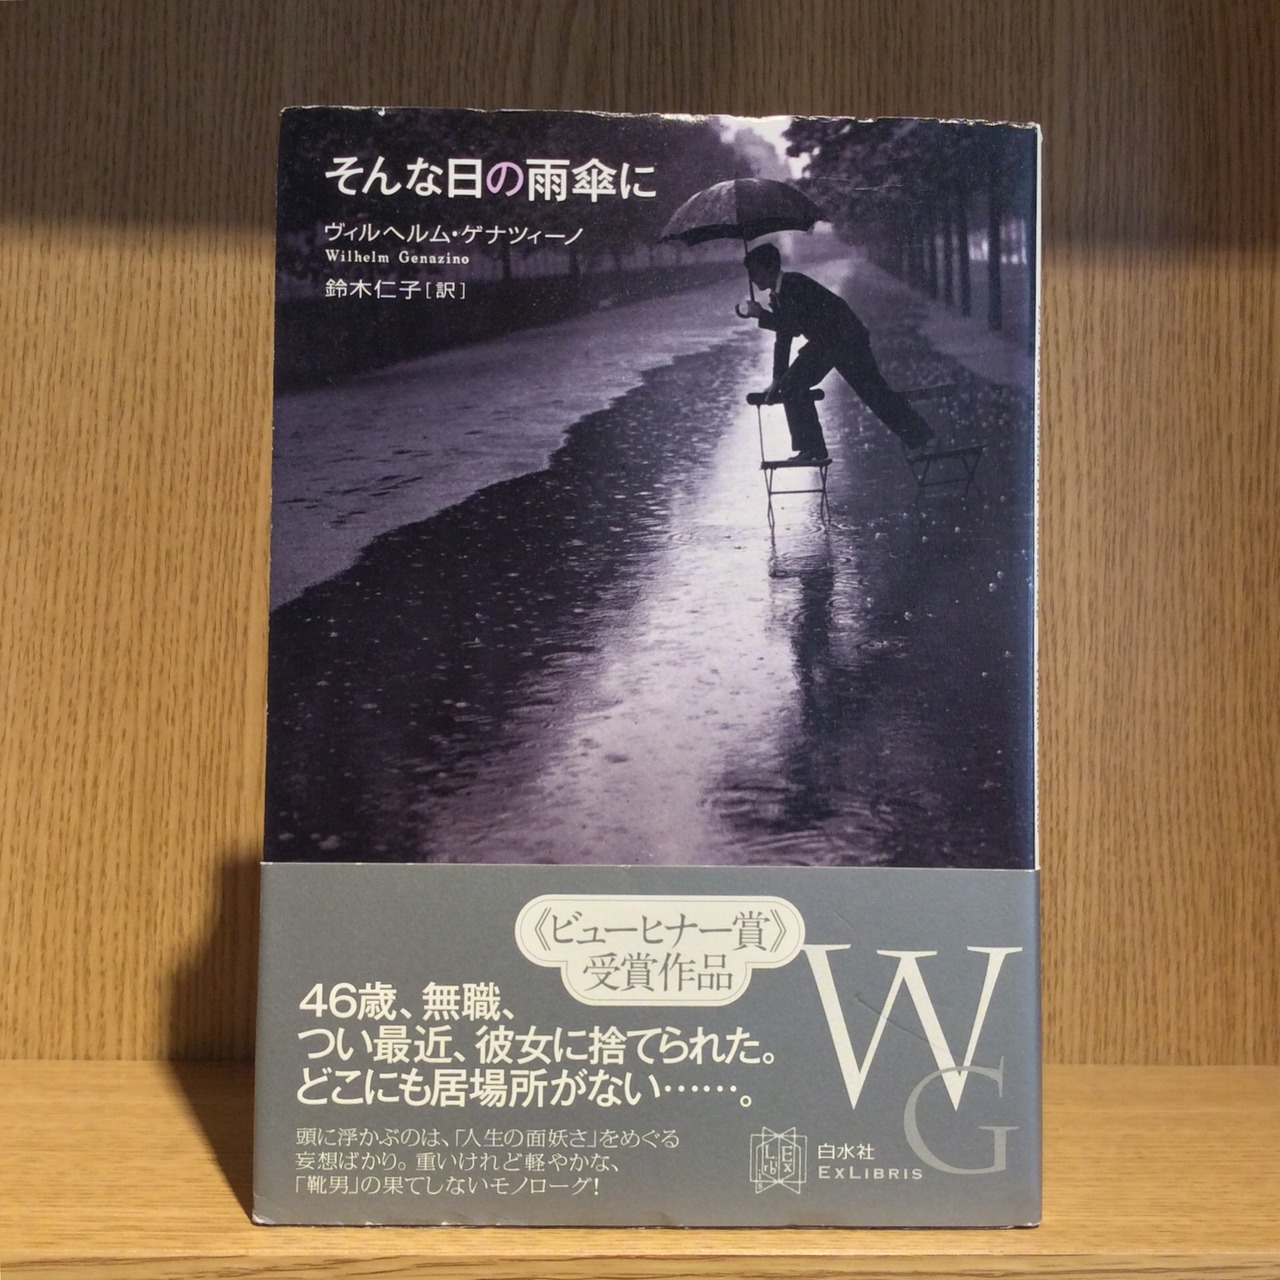 そんな日の雨傘に
ヴィルヘルム・ゲナツィーノ
Wilhelm Genazino
鈴木仁子[訳]
《ビューヒナー賞》
受賞作品
46歳、無職、
つい最近、彼女に捨てられた。
どこにも居場所がない……。
頭に浮かぶのは、「人生の面妖さ」をめぐる
妄想ばかり。重いけれど軽やかな、
「靴男」の果てしないモノローグ!
WG
白水社
EXLIBRIS